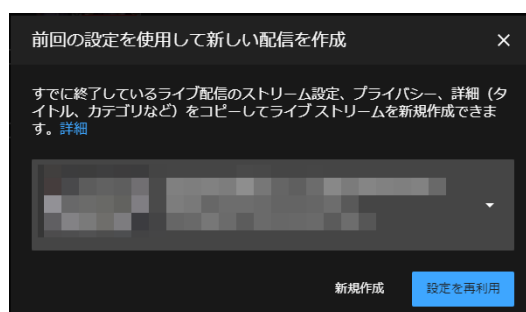 前回の設定を使用して新しい配信を作成
すでに終了しているライブ配信のストリーム設定、プライバシー、詳細（タ
イトル、カテゴリなど）をコピーしてライブ ストリームを新規作成できま
す。詳細
新規作成
設定を再利用